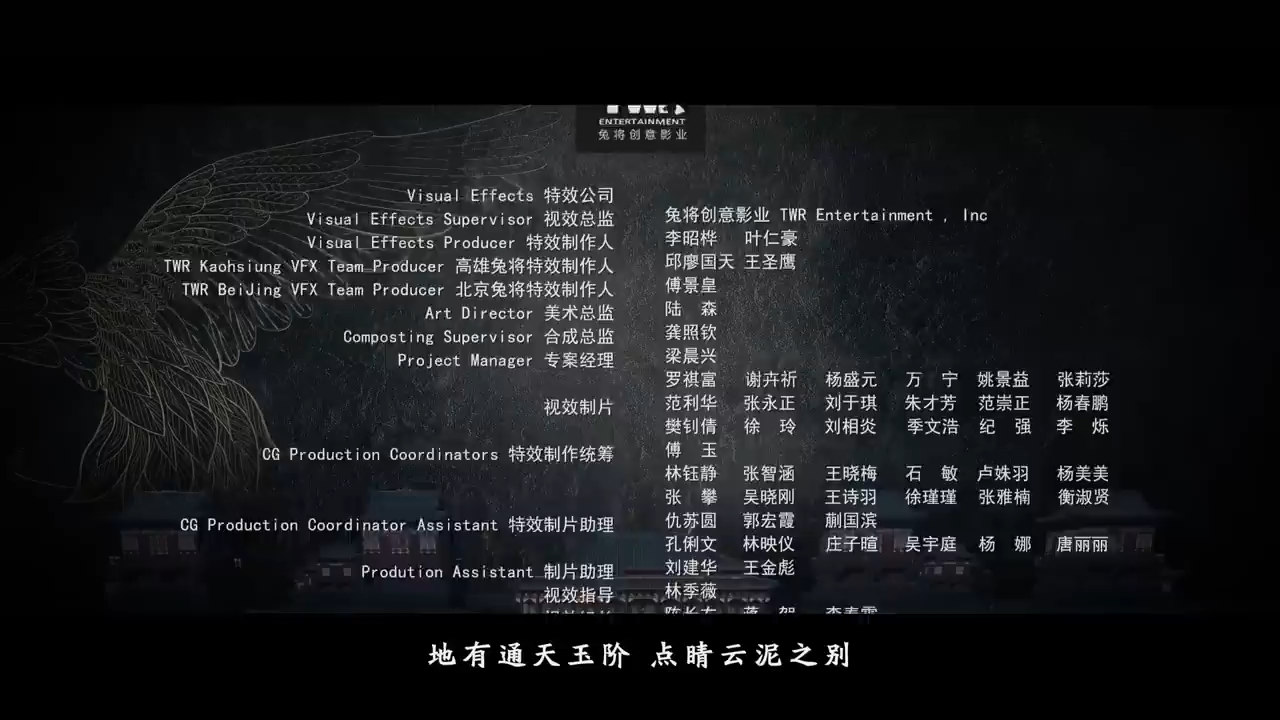 ENTERTAINMENT
兔将创意影业
Visual Effects 特效公司
兔将创意影业 TWR Entertainment , Inc
Visual Effects Supervisor 视效总监
李昭桦 叶仁豪
Visual Effects Producer 特效制作人
邱廖国天 王圣鹰
TWR Kaohsiung VFX Team Producer 高雄兔将特效制作人
傅景皇
TWR BeiJing VFX Team Producer 北京兔将特效制作人
陆 森
Art Director 美术总监
龚照钦
Composting Supervisor 合成总监
梁晨兴
Project Manager 专案经理
罗祺富 谢卉祈 杨盛元 万 宁 姚景益 张莉莎
视效制片
范利华 张永正 刘于琪 朱才芳 范崇正 杨春鹏
樊钊倩 徐 玲 刘相炎 季文浩 纪 强 李 烁
傅 玉
CG Production Coordinators 特效制作统筹
林钰静 张智涵 王晓梅 石 敏 卢姝羽 杨美美
张 攀 吴晓刚 王诗羽 徐瑾瑾 张雅楠 衡淑贤
仇苏圆 郭宏霞 蒯国滨
CG Production Coordinator Assistant 特效制片助理
孔俐文 林映仪 庄子暄 吴宇庭 杨 娜 唐丽丽
刘建华 王金彪
Prodution Assistant 制片助理
林季薇
视效指导
地有通天玉阶 点睛云泥之别